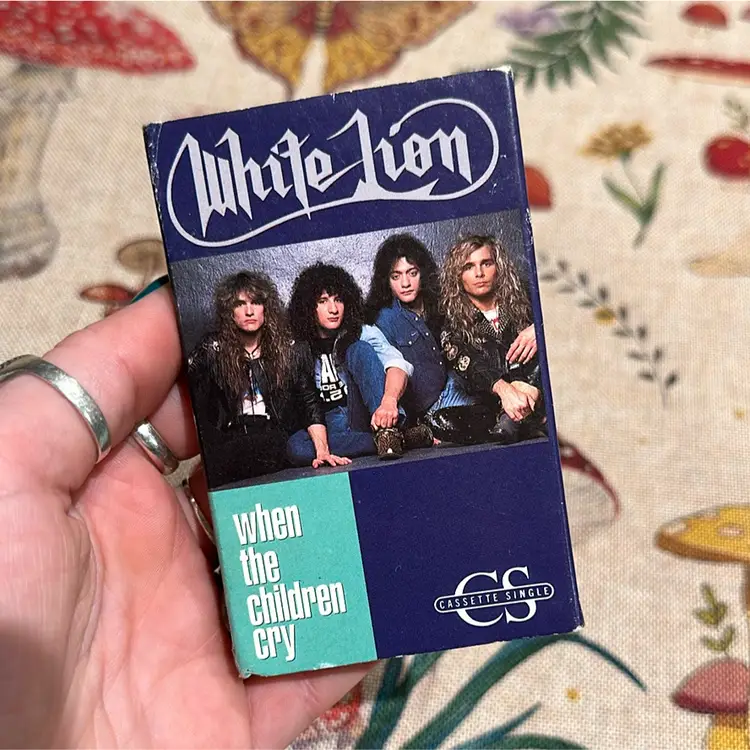 White Lion
when
the
children
cry
CS
CASSETTE SINGLE